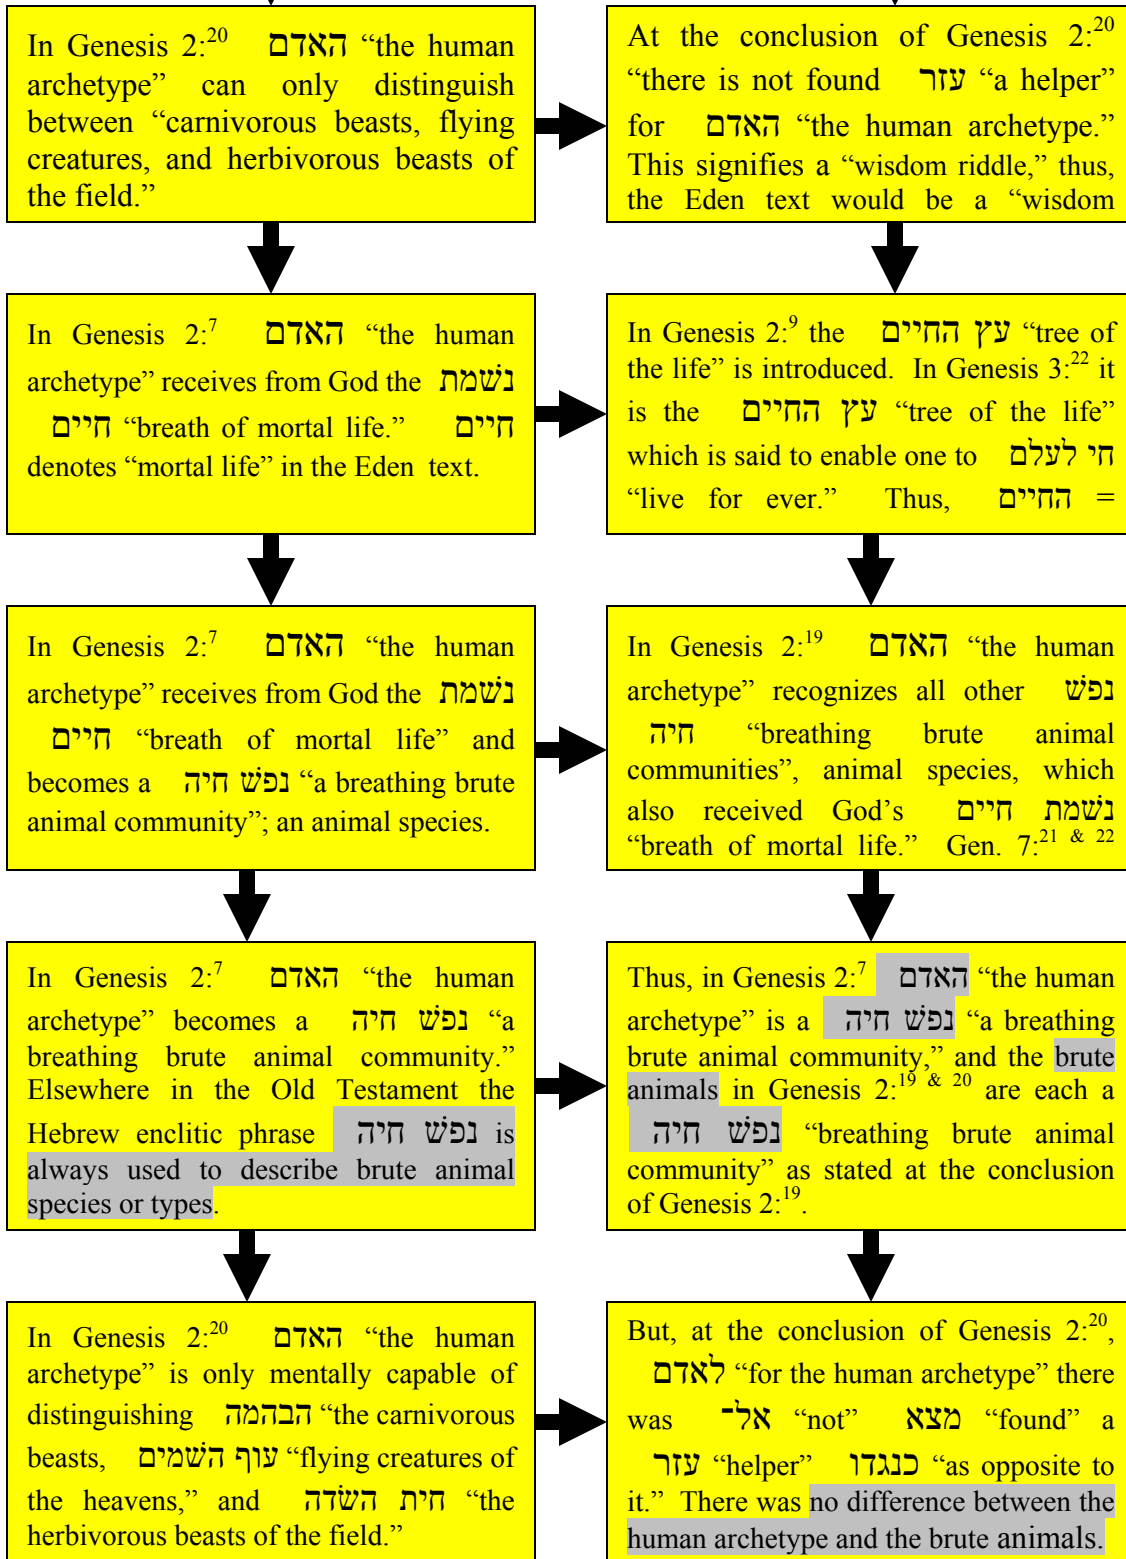 In Genesis 2:20 האדם “the human
archetype” can only distinguish
between “carnivorous beasts, flying
creatures, and herbivorous beasts of
the field.”
At the conclusion of Genesis 2:20
“there is not found עזר “a helper”
for האדם “the human archetype.”
This signifies a “wisdom riddle,” thus,
the Eden text would be a “wisdom
In Genesis 2:7 האדם “the human
archetype” receives from God the נשׁמת
חיים “breath of mortal life.” חיים
denotes “mortal life” in the Eden text.
In Genesis 2:9 the עץ החיים “tree of
the life” is introduced. In Genesis 3:22 it
is the עץ החיים “tree of the life”
which is said to enable one to חי לעלם
“live for ever.” Thus, החיים =
In Genesis 2:7 האדם “the human
archetype” receives from God the נשׁמת
חיים “breath of mortal life” and
becomes a נפשׁ חיה “a breathing brute
animal community”; an animal species.
In Genesis 2:19 האדם “the human
archetype” recognizes all other נפשׁ
חיה “breathing brute animal
communities”, animal species, which
also received God’s נשׁמת חיים
“breath of mortal life.” Gen. 7:21 & 22
In Genesis 2:7 האדם “the human
archetype” becomes a נפשׁ חיה “a
breathing brute animal community.”
Elsewhere in the Old Testament the
Hebrew enclitic phrase נפשׁ חיה is
always used to describe brute animal
species or types.
Thus, in Genesis 2:7 האדם “the human
archetype” is a נפשׁ חיה “a breathing
brute animal community,” and the brute
animals in Genesis 2:19 & 20 are each a
נפשׁ חיה “breathing brute animal
community” as stated at the conclusion
of Genesis 2:19.
In Genesis 2:20 האדם “the human
archetype” is only mentally capable of
distinguishing הבהמה “the carnivorous
beasts, עוף השׁמים “flying creatures of
the heavens,” and חית השׂדה “the
herbivorous beasts of the field.”
But, at the conclusion of Genesis 2:20,
לאדם “for the human archetype” there
was אל־ “not” מצא “found” a
עזר “helper” כנגדו “as opposite to
it.” There was no difference between the
human archetype and the brute animals.